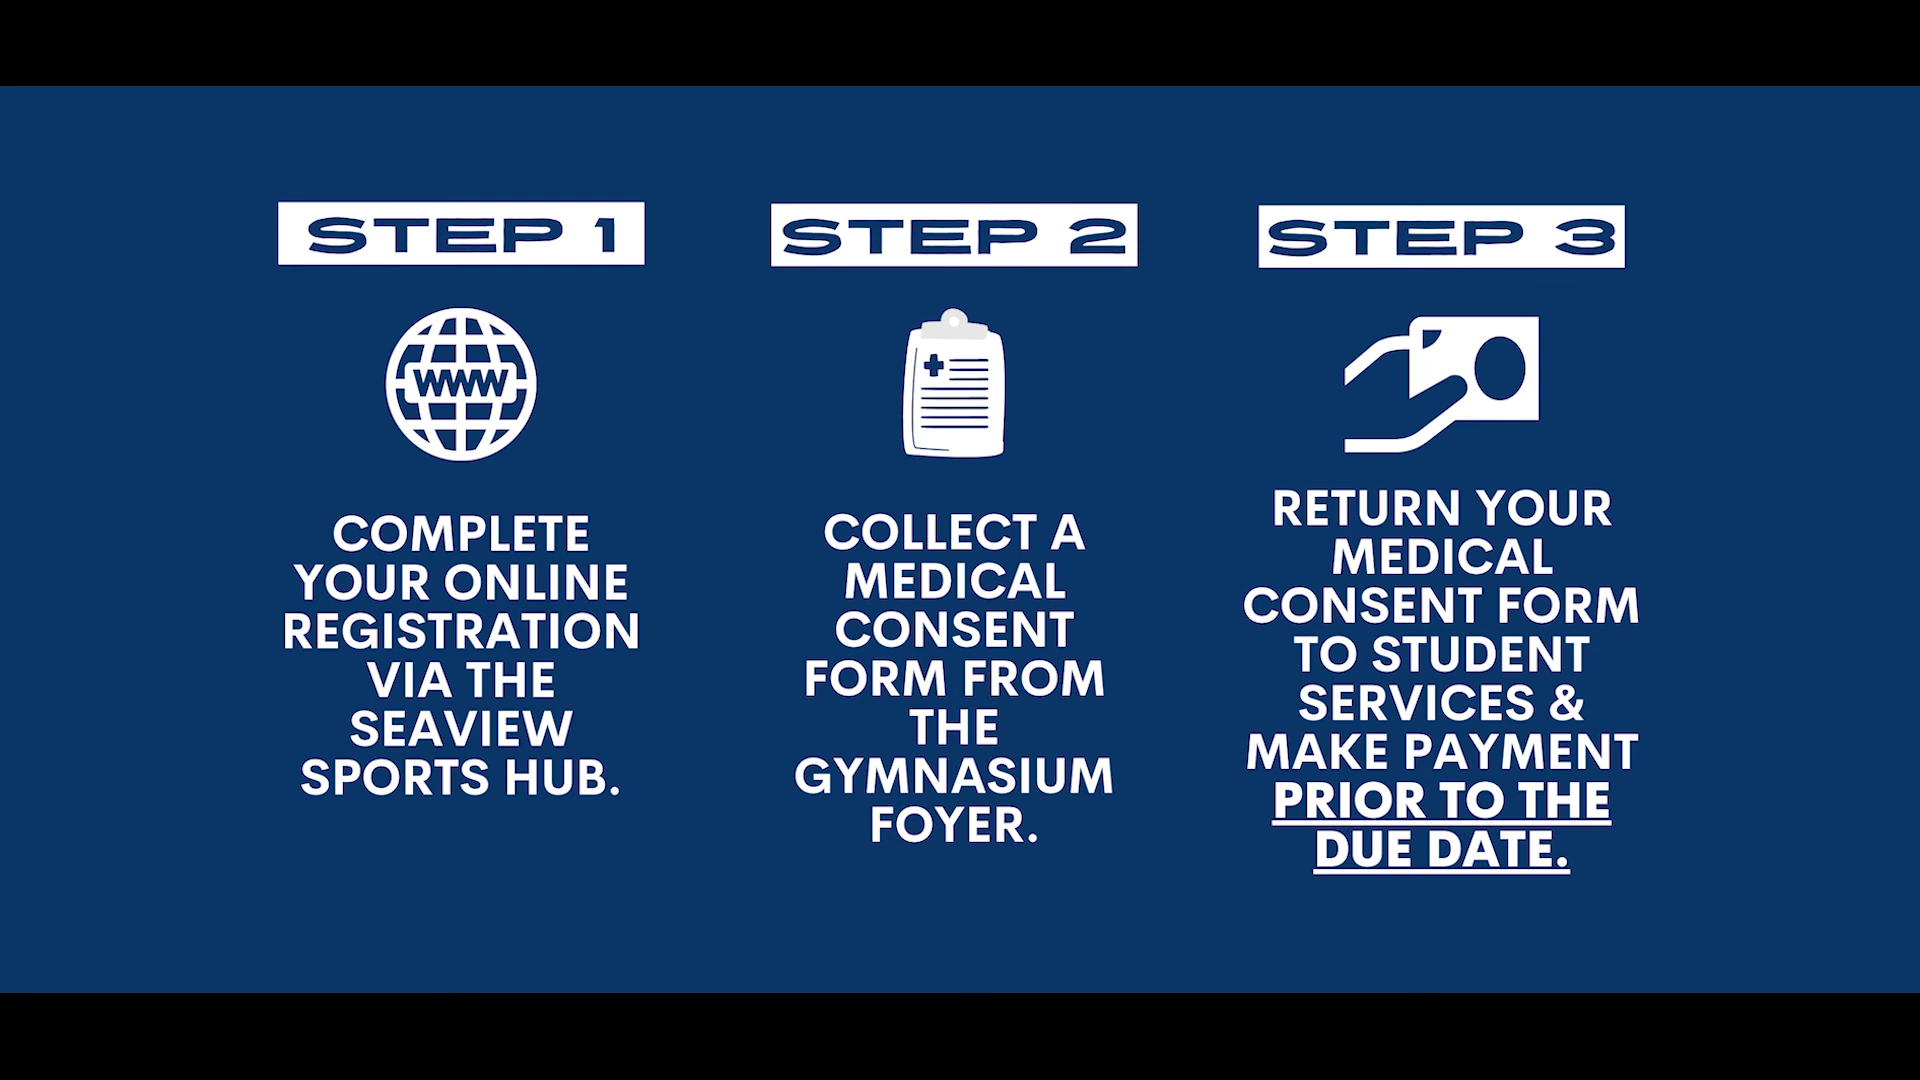 STEP 1
WWW
COMPLETE
YOUR ONLINE
REGISTRATION
VIA THE
SEAVIEW
SPORTS HUB.
STEP 2
COLLECT A
MEDICAL
CONSENT
FORM FROM
THE
GYMNASIUM
FOYER.
STEP 3
RETURN YOUR
MEDICAL
CONSENT FORM
TO STUDENT
SERVICES &
MAKE PAYMENT
PRIOR TO THE
DUE DATE.